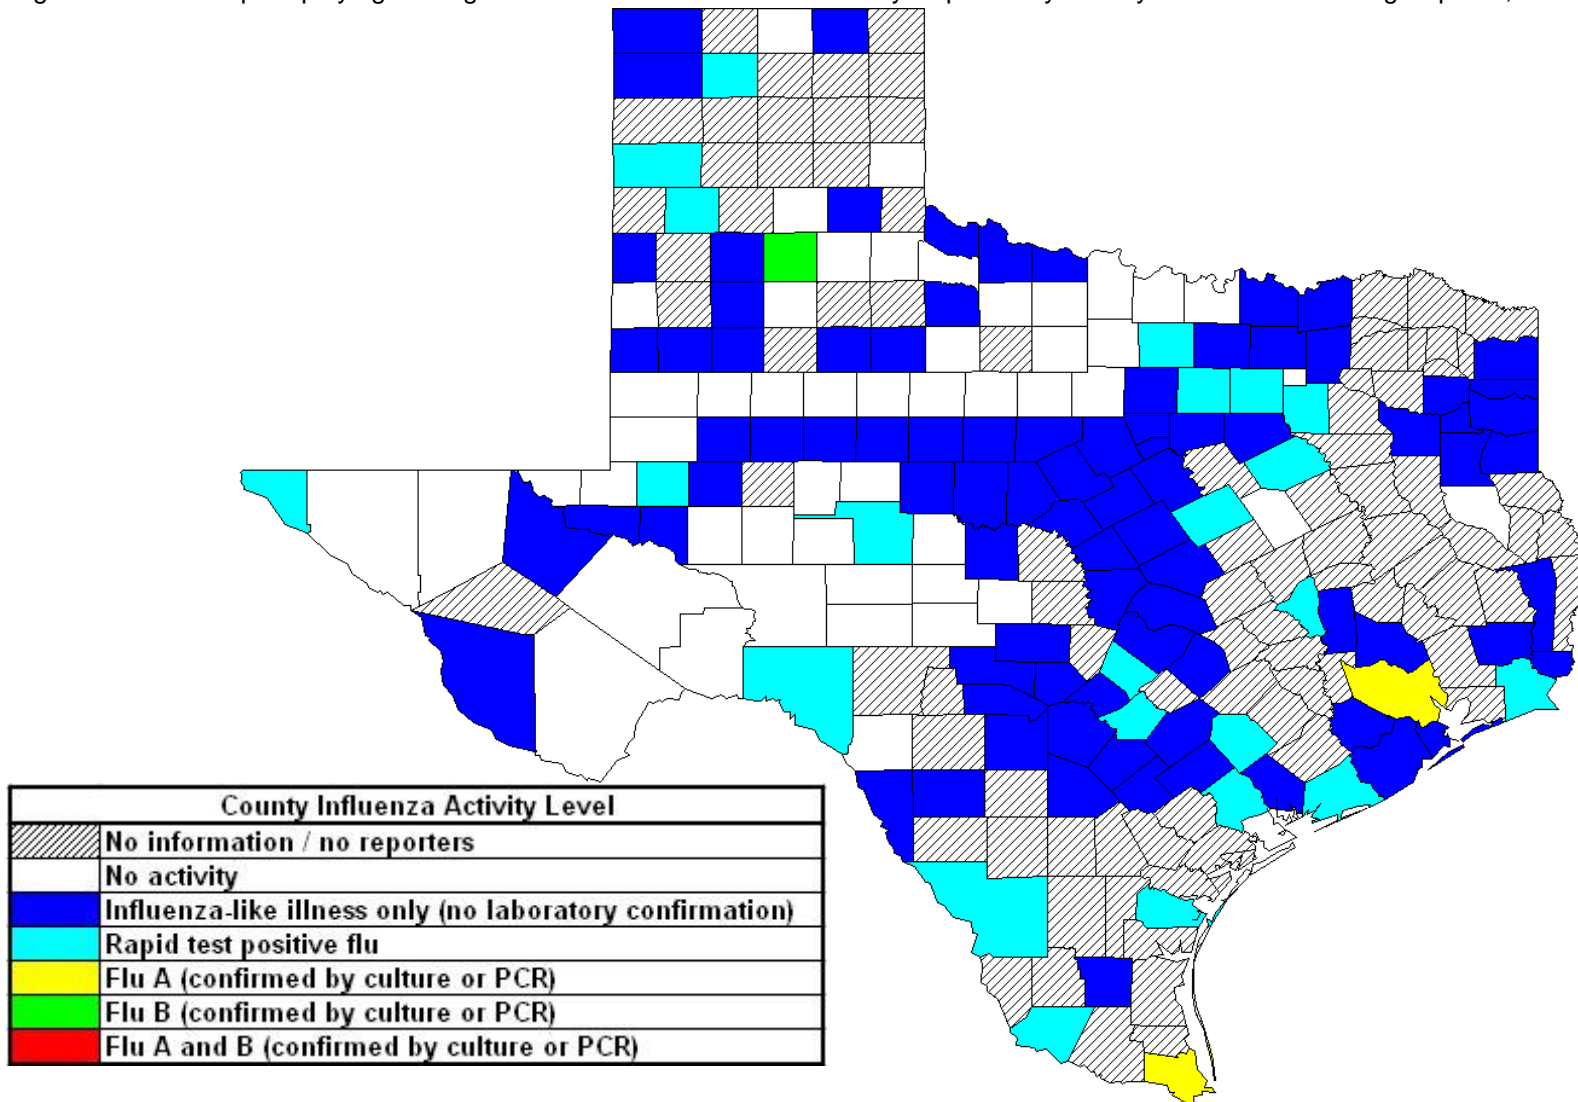 County Influenza Activity Level
No information / no reporters
No activity
Influenza-like illness only (no laboratory confirmation)
Rapid test positive flu
Flu A (confirmed by culture or PCR)
Flu B (confirmed by culture or PCR)
Flu A and B (confirmed by culture or PCR)